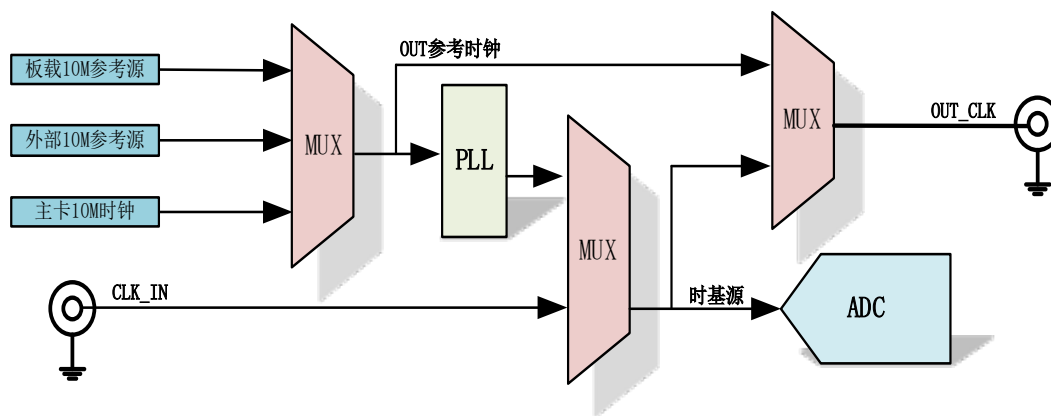 板载10M参考源
外部10M参考源
主卡10M时钟
MUX
OUT参考时钟
PLL
MUX
MUX
OUT_CLK
CLK_IN
时基源
ADC